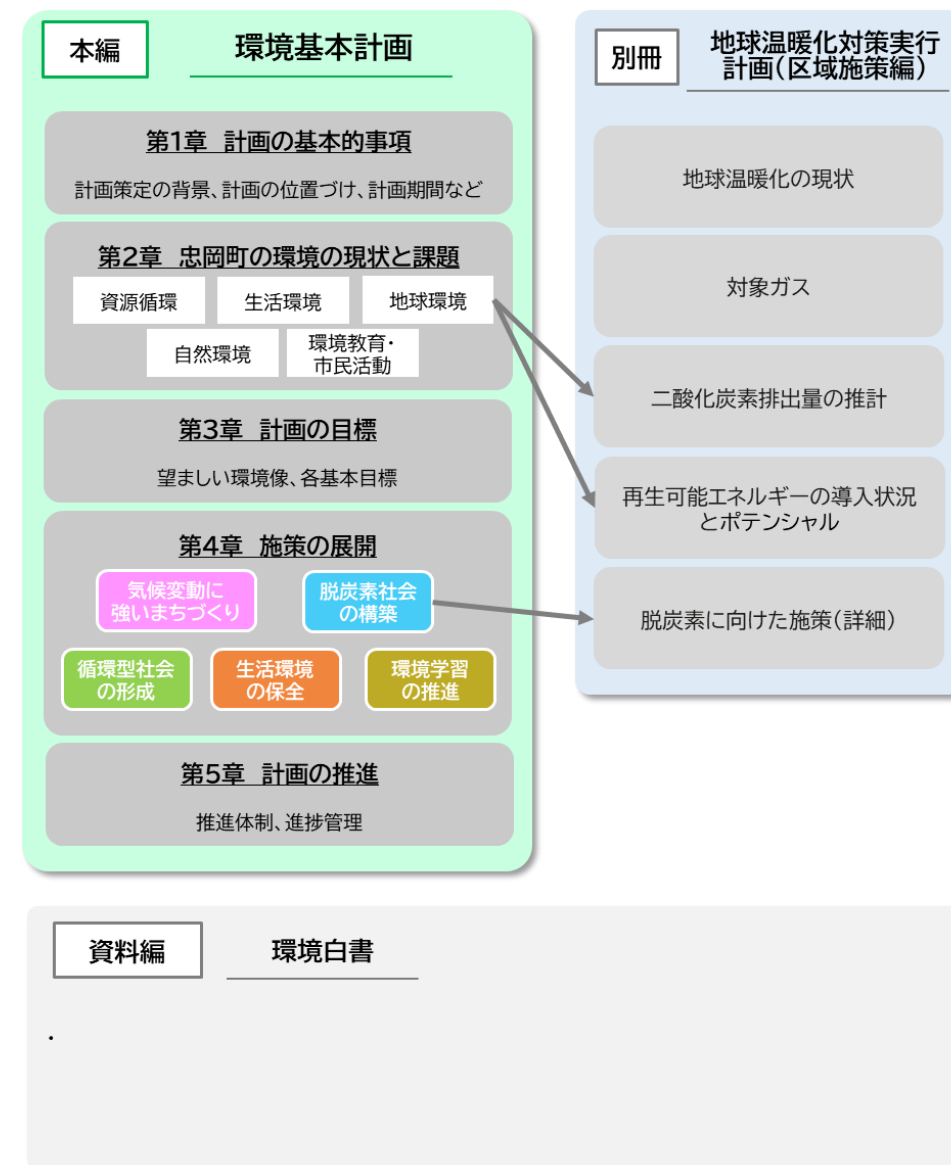 本編
環境基本計画
第1章 計画の基本的事項
計画策定の背景、計画の位置づけ、計画期間など
第2章 忠岡町の環境の現状と課題
資源循環
生活環境
地球環境
自然環境
環境教育・
市民活動
第3章 計画の目標
望ましい環境像、各基本目標
第4章 施策の展開
気候変動に
強いまちづくり
脱炭素社会
の構築
循環型社会
の形成
生活環境
の保全
環境学習
の推進
第5章 計画の推進
推進体制、進捗管理
別冊
地球温暖化対策実行
計画(区域施策編)
地球温暖化の現状
対象ガス
二酸化炭素排出量の推計
再生可能エネルギーの導入状況
とポテンシャル
脱炭素に向けた施策(詳細)
資料編
環境白書
・